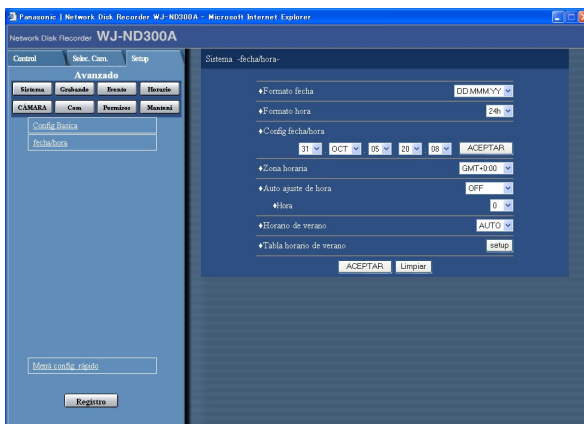 Panasonic | Network Disk Recorder WJ-ND300A - Microsoft Internet Explorer
Network Disk Recorder WJ-ND300A
Control Selec. Cam. Setup
Avanzado
Sistema Grabando Evento Horario
CÁMARA Com Permisos Manteni
Config Basica
fecha/hora
Menú config. rápido
Registro
Sistema -fecha/hora-
♦Formato fecha DD.MMM.YY
♦Formato hora 24h
♦Config fecha/hora
31 . OCT . 05 20 : 08 ACEPTAR
♦Zona horaria GMT+0:00
♦Auto ajuste de hora OFF
♦Hora 0
♦Horario de verano AUTO
♦Tabla horario de verano setup
ACEPTAR Limpiar